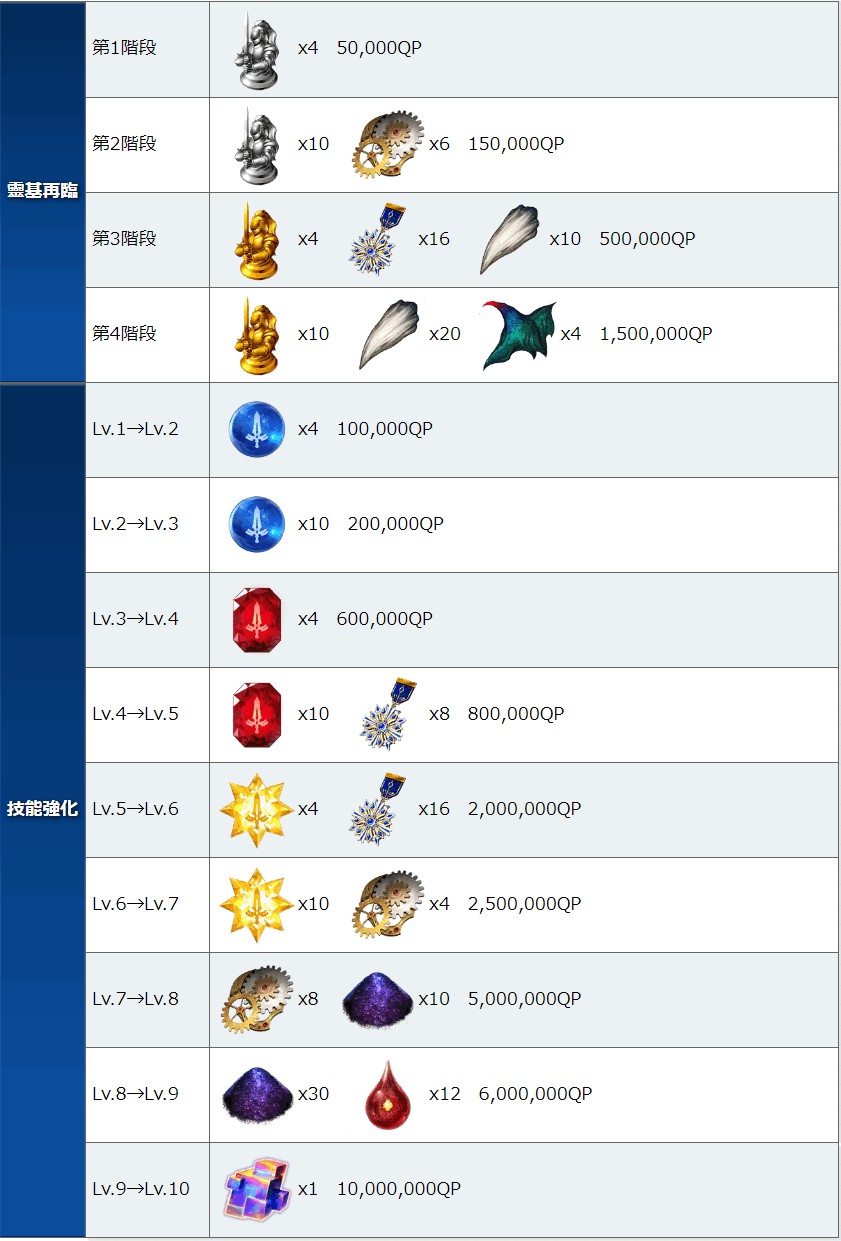 靈基再臨
第1階段 x4 50,000QP
第2階段 x10 x6 150,000QP
第3階段 x4 x16 x10 500,000QP
第4階段 x10 x20 x4 1,500,000QP
技能強化
Lv.1→Lv.2 x4 100,000QP
Lv.2→Lv.3 x10 200,000QP
Lv.3→Lv.4 x4 600,000QP
Lv.4→Lv.5 x10 x8 800,000QP
Lv.5→Lv.6 x4 x16 2,000,000QP
Lv.6→Lv.7 x10 x4 2,500,000QP
Lv.7→Lv.8 x8 x10 5,000,000QP
Lv.8→Lv.9 x30 x12 6,000,000QP
Lv.9→Lv.10 x1 10,000,000QP